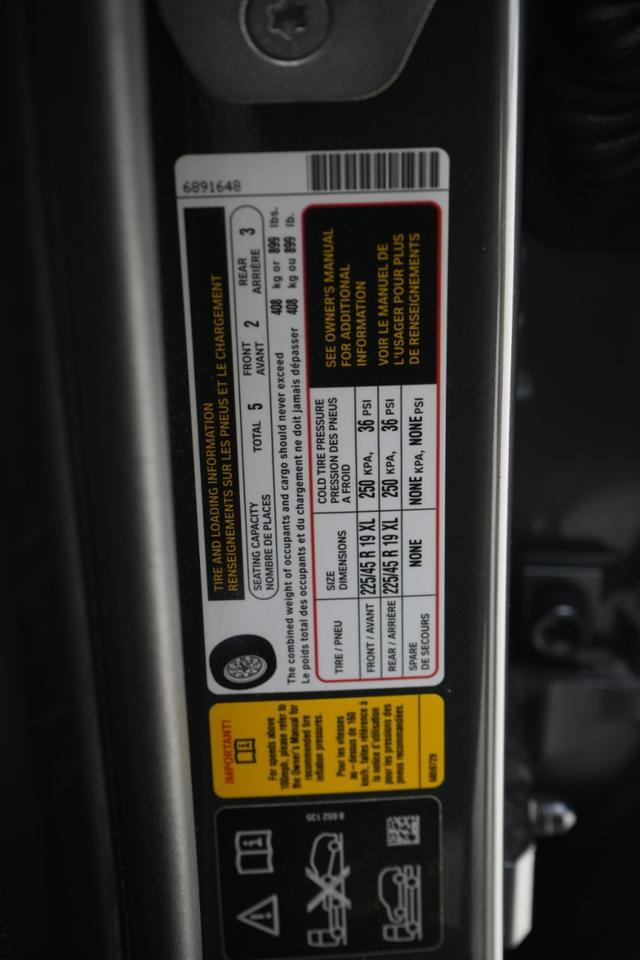 6891648
TIRE AND LOADING INFORMATION
RENSEIGNEMENTS SUR LES PNEUS ET LE CHARGEMENT
SEATING CAPACITY
NOMBRE DE PLACES
TOTAL 5
FRONT
AVANT
2
REAR
ARRIÈRE
3
The combined weight of occupants and cargo should never exceed 408 kg or 899 lbs.
Le poids total des occupants et du chargement ne doit jamais dépasser 408 kg ou 899 lb.
TIRE / PNEU
SIZE
DIMENSIONS
COLD TIRE PRESSURE
PRESSION DES PNEUS
A FROID
FRONT / AVANT 225/45 R 19 XL 250 KPA, 36 PSI
REAR / ARRIÈRE 225/45 R 19 XL 250 KPA, 36 PSI
SPARE
DE SECOURS
NONE NONE KPA, NONE PSI
SEE OWNER'S MANUAL
FOR ADDITIONAL
INFORMATION
VOIR LE MANUEL DE
L'USAGER POUR PLUS
DE RENSEIGNEMENTS
IMPORTANT!
For speeds above
100mph, please refer to
the Owner's Manual for
recommended tire
inflation pressures.
Pour les vitesses
au-dessus de 160
km/h, faites référence à
la notice d'utilisation
pour les pressions des
pneus recommandées.
6858729
8 852 135